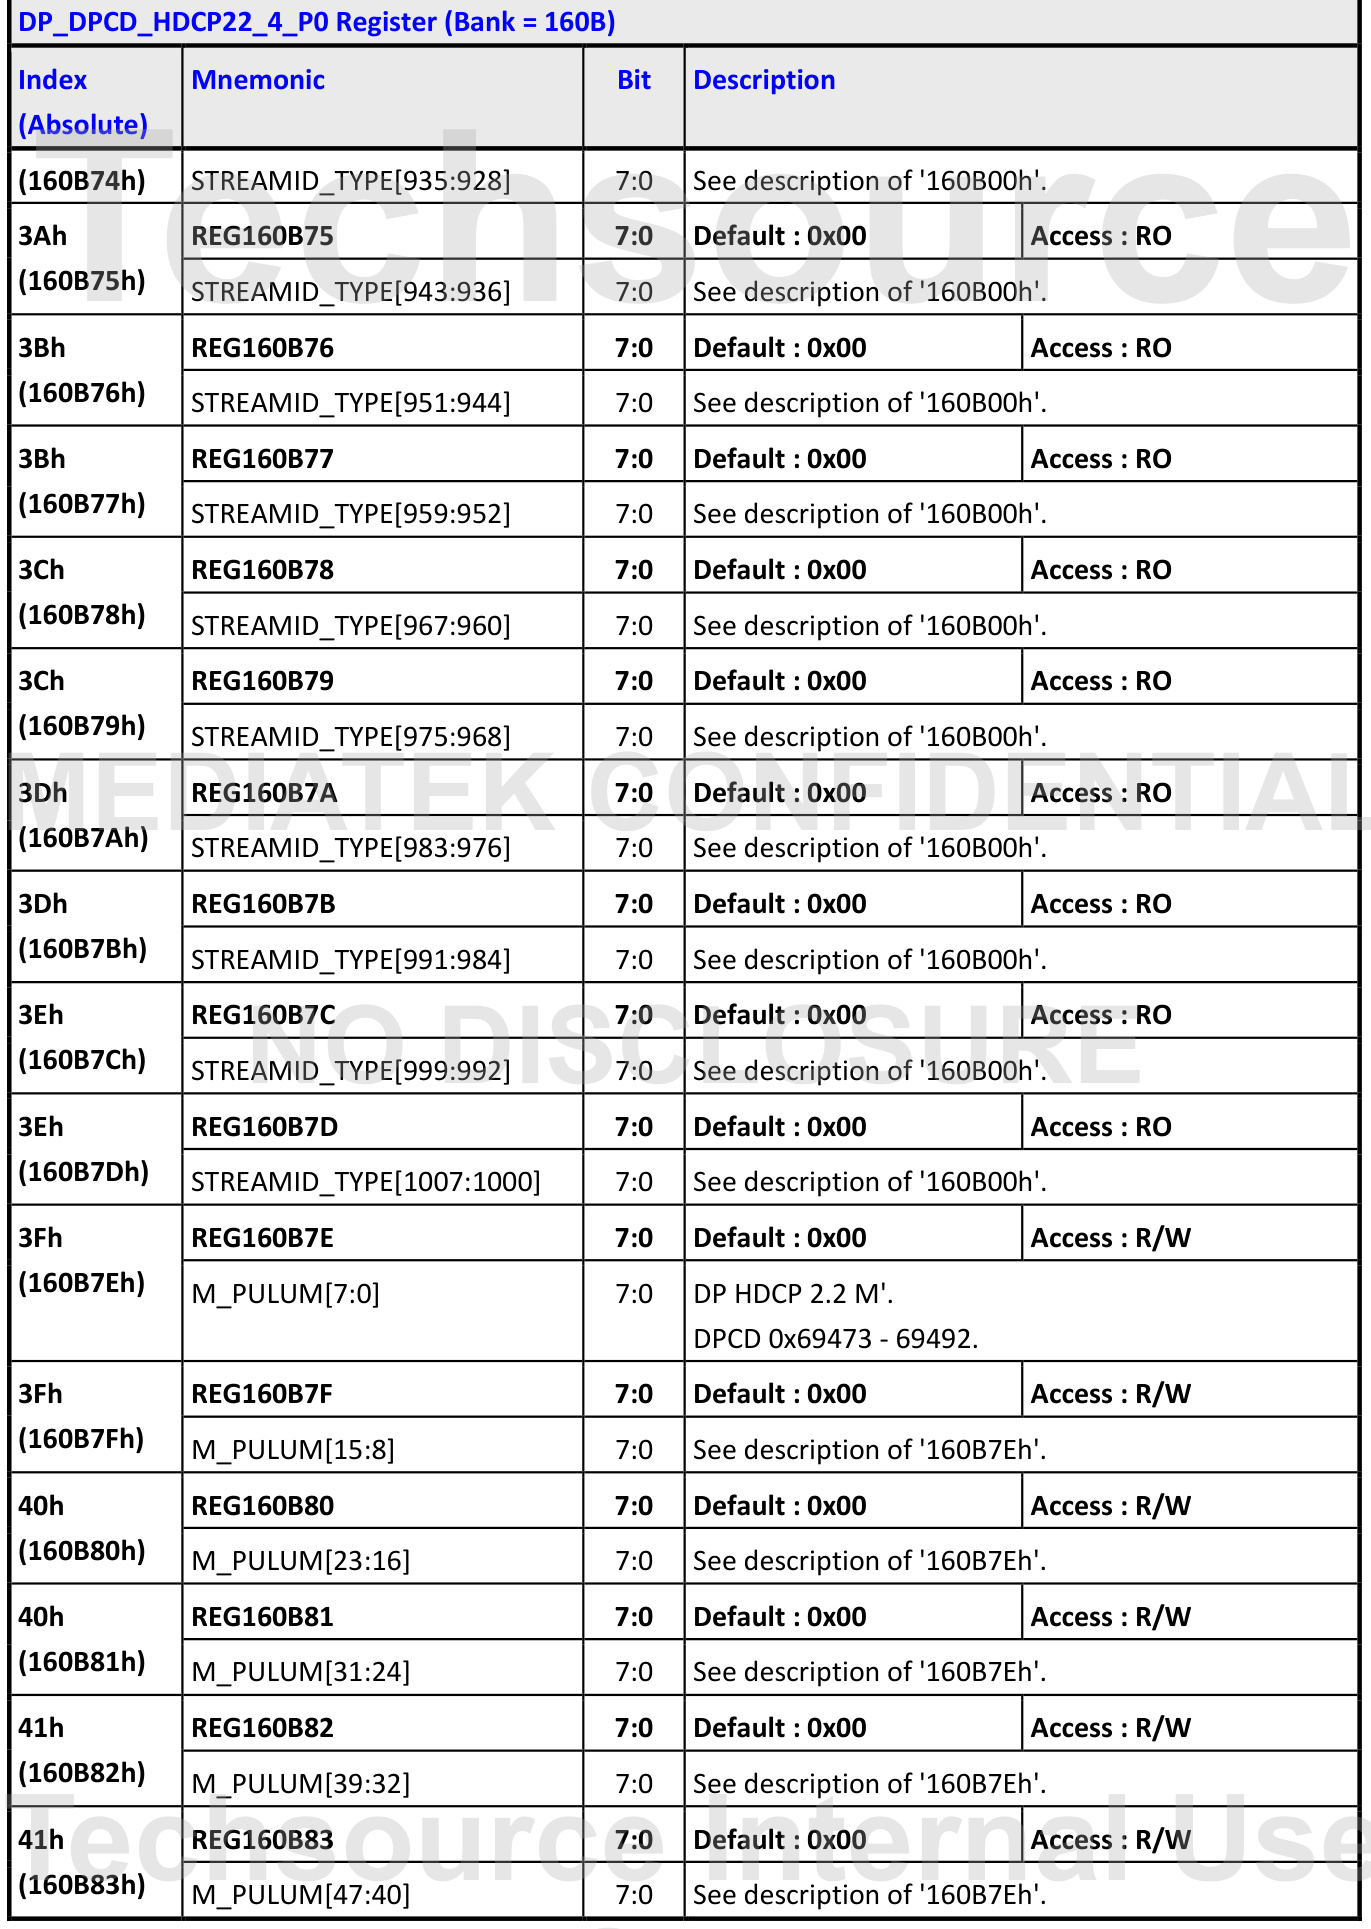 DP_DPCD_HDCP22_4_P0 Register (Bank = 160B)
Index Mnemonic Bit Description
(Absolute)
(160B74h) STREAMID_TYPE[935:928] 7:0 See description of '160B00h'.
3Ah REG160B75 7:0 Default : 0x00 Access : RO
(160B75h) STREAMID_TYPE[943:936] 7:0 See description of '160B00h'.
Techsource
3Bh REG160B76 7:0 Default : 0x00 Access : RO
(160B76h) STREAMID_TYPE[951:944] 7:0 See description of '160B00h'.
3Bh REG160B77 7:0 Default : 0x00 Access : RO
(160B77h) STREAMID_TYPE[959:952] 7:0 See description of '160B00h'.
3Ch REG160B78 7:0 Default : 0x00 Access : RO
(160B78h) STREAMID_TYPE[967:960] 7:0 See description of '160B00h'.
3Ch REG160B79 7:0 Default : 0x00 Access : RO
(160B79h) STREAMID_TYPE[975:968] 7:0 See description of '160B00h'.
MEDIATEK CONFIDENTIAL
3Dh REG160B7A 7:0 Default : 0x00 Access : RO
(160B7Ah) STREAMID_TYPE[983:976] 7:0 See description of '160B00h'.
3Dh REG160B7B 7:0 Default : 0x00 Access : RO
(160B7Bh) STREAMID_TYPE[991:984] 7:0 See description of '160B00h'.
3Eh REG160B7C 7:0 Default : 0x00 Access : RO
NO DISCLOSURE
(160B7Ch) STREAMID_TYPE[999:992] 7:0 See description of '160B00h'.
3Eh REG160B7D 7:0 Default : 0x00 Access : RO
(160B7Dh) STREAMID_TYPE[1007:1000] 7:0 See description of '160B00h'.
3Fh REG160B7E 7:0 Default : 0x00 Access : R/W
(160B7Eh) M_PULUM[7:0] 7:0 DP HDCP 2.2 M'.
DPCD 0x69473 - 69492.
3Fh REG160B7F 7:0 Default : 0x00 Access : R/W
(160B7Fh) M_PULUM[15:8] 7:0 See description of '160B7Eh'.
40h REG160B80 7:0 Default : 0x00 Access : R/W
(160B80h) M_PULUM[23:16] 7:0 See description of '160B7Eh'.
40h REG160B81 7:0 Default : 0x00 Access : R/W
(160B81h) M_PULUM[31:24] 7:0 See description of '160B7Eh'.
41h REG160B82 7:0 Default : 0x00 Access : R/W
(160B82h) M_PULUM[39:32] 7:0 See description of '160B7Eh'.
Techsource Internal Use
41h REG160B83 7:0 Default : 0x00 Access : R/W
(160B83h) M_PULUM[47:40] 7:0 See description of '160B7Eh'.